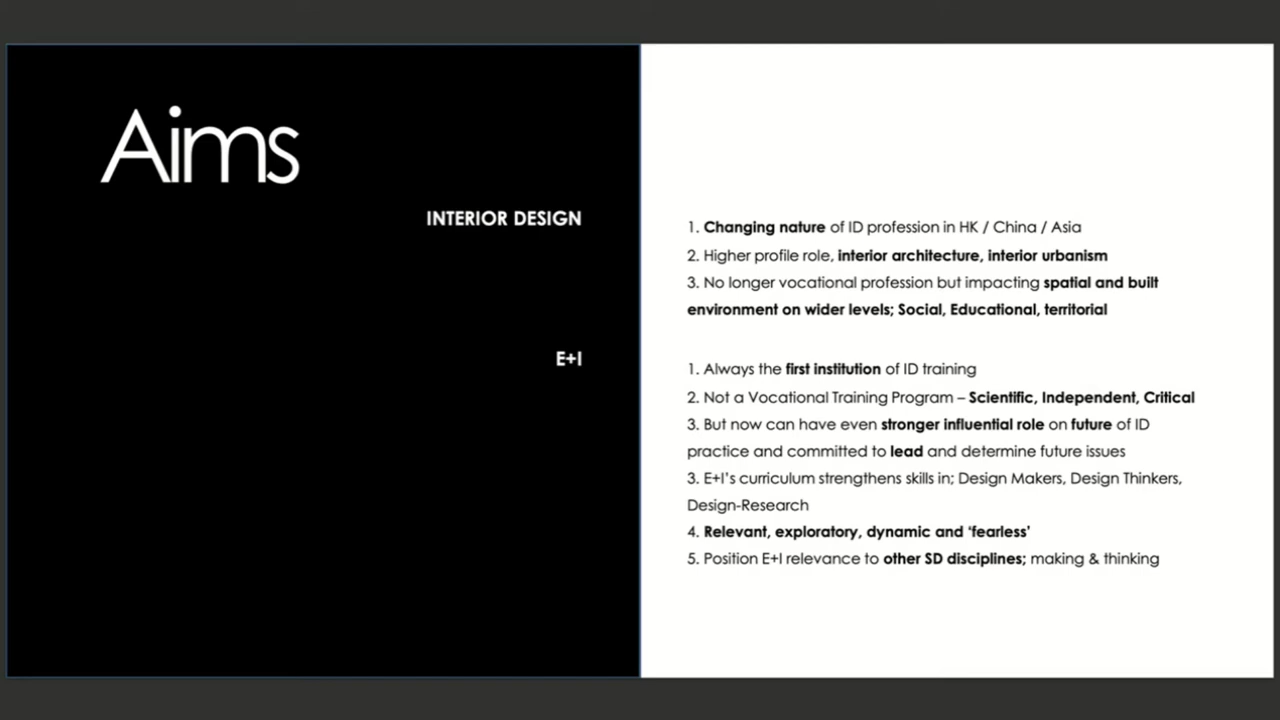 Aims
INTERIOR DESIGN
1. Changing nature of ID profession in HK / China / Asia
2. Higher profile role, interior architecture, interior urbanism
3. No longer vocational profession but impacting spatial and built
environment on wider levels; Social, Educational, territorial
E+I
1. Always the first institution of ID training
2. Not a Vocational Training Program – Scientific, Independent, Critical
3. But now can have even stronger influential role on future of ID
practice and committed to lead and determine future issues
3. E+I's curriculum strengthens skills in; Design Makers, Design Thinkers,
Design-Research
4. Relevant, exploratory, dynamic and ‘fearless’
5. Position E+I relevance to other SD disciplines; making & thinking